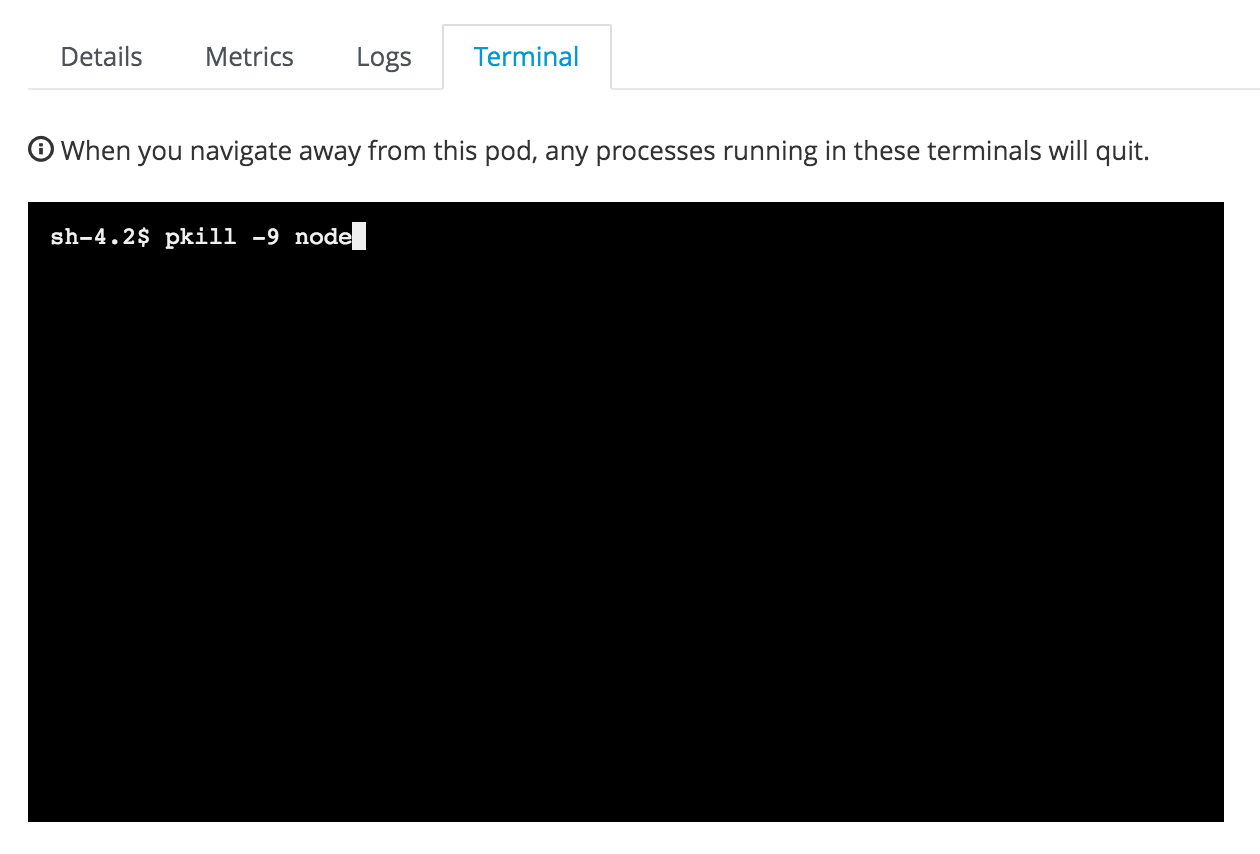 Details Metrics Logs Terminal
When you navigate away from this pod, any processes running in these terminals will quit.
sh-4.2$ pkill -9 node